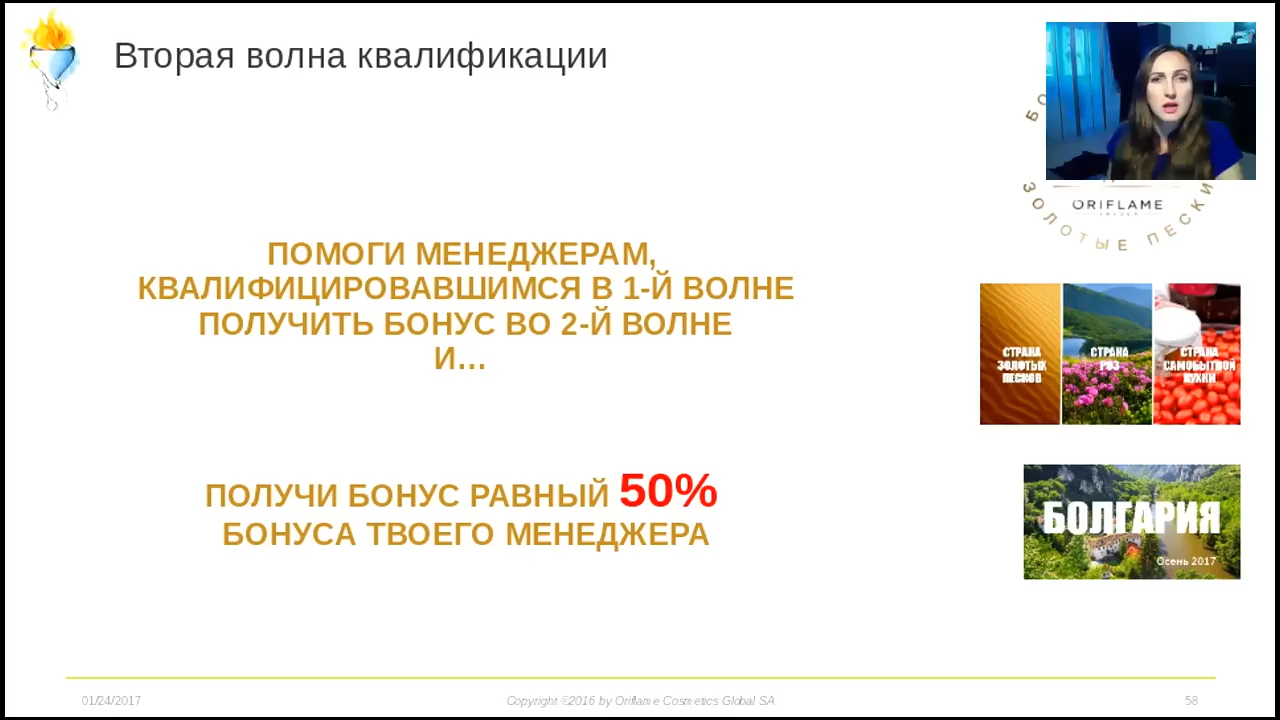 Вторая волна квалификации
БО
ORIFLAME
ЗОЛОТЫЕ ПЕСКИ
ПОМОГИ МЕНЕДЖЕРАМ,
КВАЛИФИЦИРОВАВШИМСЯ В 1-Й ВОЛНЕ
ПОЛУЧИТЬ БОНУС ВО 2-Й ВОЛНЕ
И...
СТРАНА
ЗОЛОТЫХ
ПЕСКОВ
СТРАНА
РОЗ
СТРАНА
САМОБЫТНОЙ
КУХНИ
ПОЛУЧИ БОНУС РАВНЫЙ 50%
БОНУСА ТВОЕГО МЕНЕДЖЕРА
БОЛГАРИЯ
Осень 2017
01/24/2017
Copyright ©2016 by Oriflame Cosmetics Global SA
58